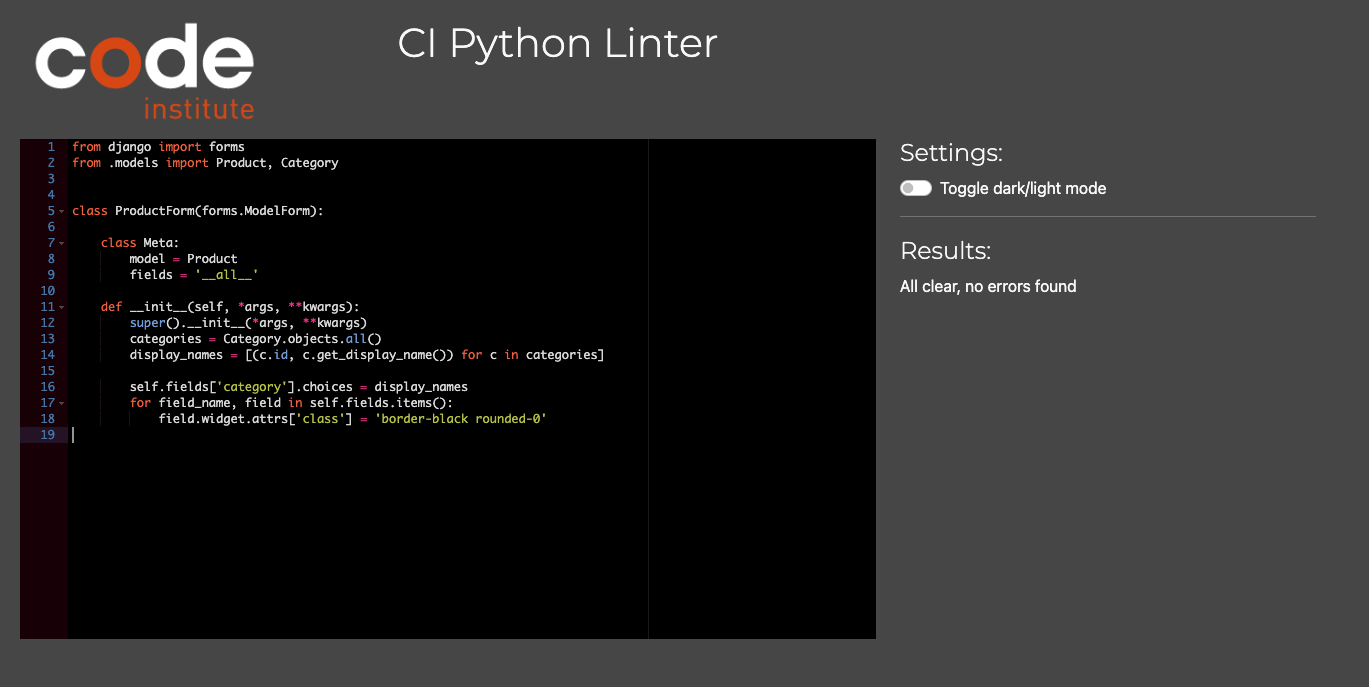 code
institute
CI Python Linter
1 from django import forms
2 from .models import Product, Category
3
4
5 class ProductForm(forms.ModelForm):
6
7     class Meta:
8         model = Product
9         fields = '__all__'
10
11     def __init__(self, *args, **kwargs):
12         super().__init__(*args, **kwargs)
13         categories = Category.objects.all()
14         display_names = [(c.id, c.get_display_name()) for c in categories]
15
16         self.fields['category'].choices = display_names
17         for field_name, field in self.fields.items():
18             field.widget.attrs['class'] = 'border-black rounded-0'
19
Settings:
Toggle dark/light mode
Results:
All clear, no errors found